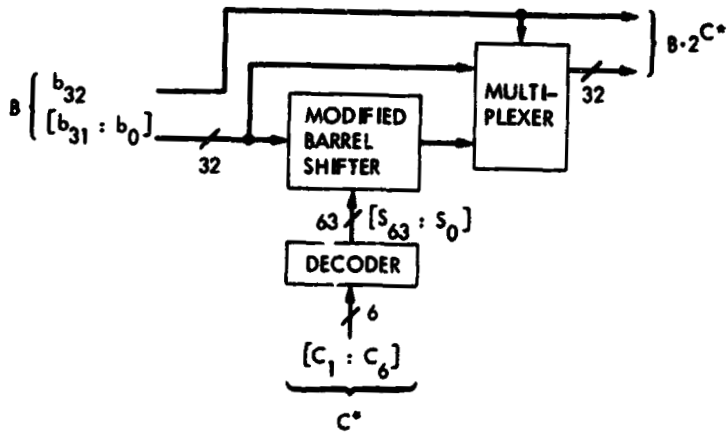 B·2^C*
b₃₂
B
[b₃₁ : b₀]
32
MODIFIED
BARREL
SHIFTER
MULTI-
PLEXER
32
63
[S₆₃ : S₀]
DECODER
6
[C₁ : C₆]
C*